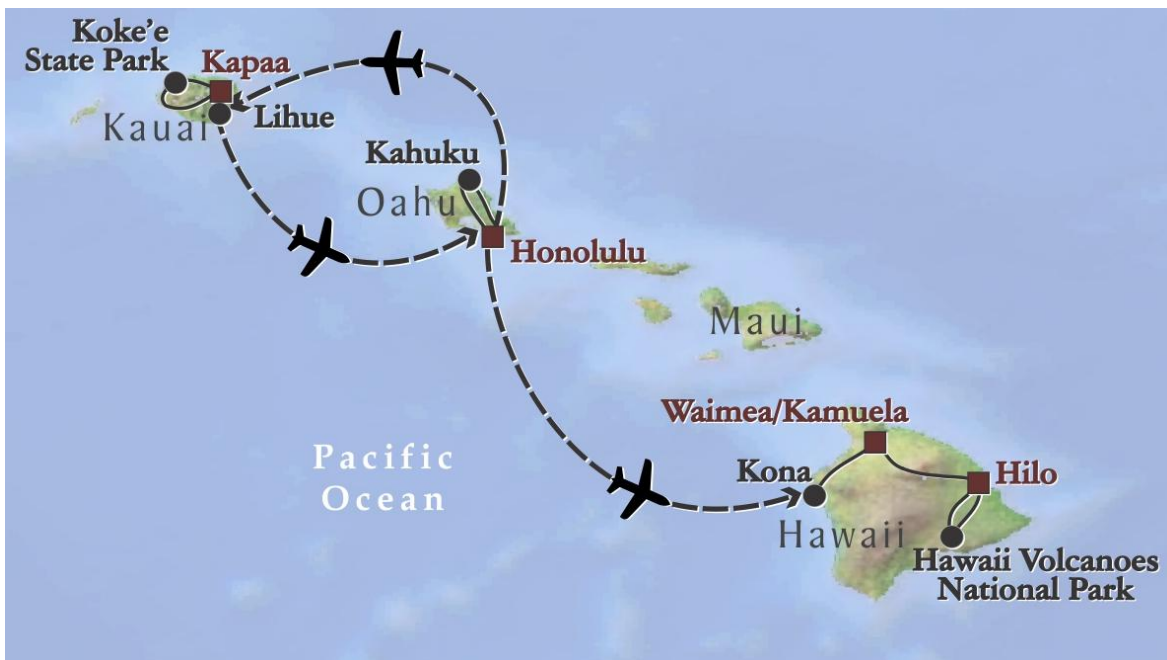 Koke'e
State Park
Kapaa
Kauai
Lihue
Kahuku
Oahu
Honolulu
Maui
Waimea/Kamuela
Pacific
Ocean
Kona
Hilo
Hawaii
Hawaii Volcanoes
National Park